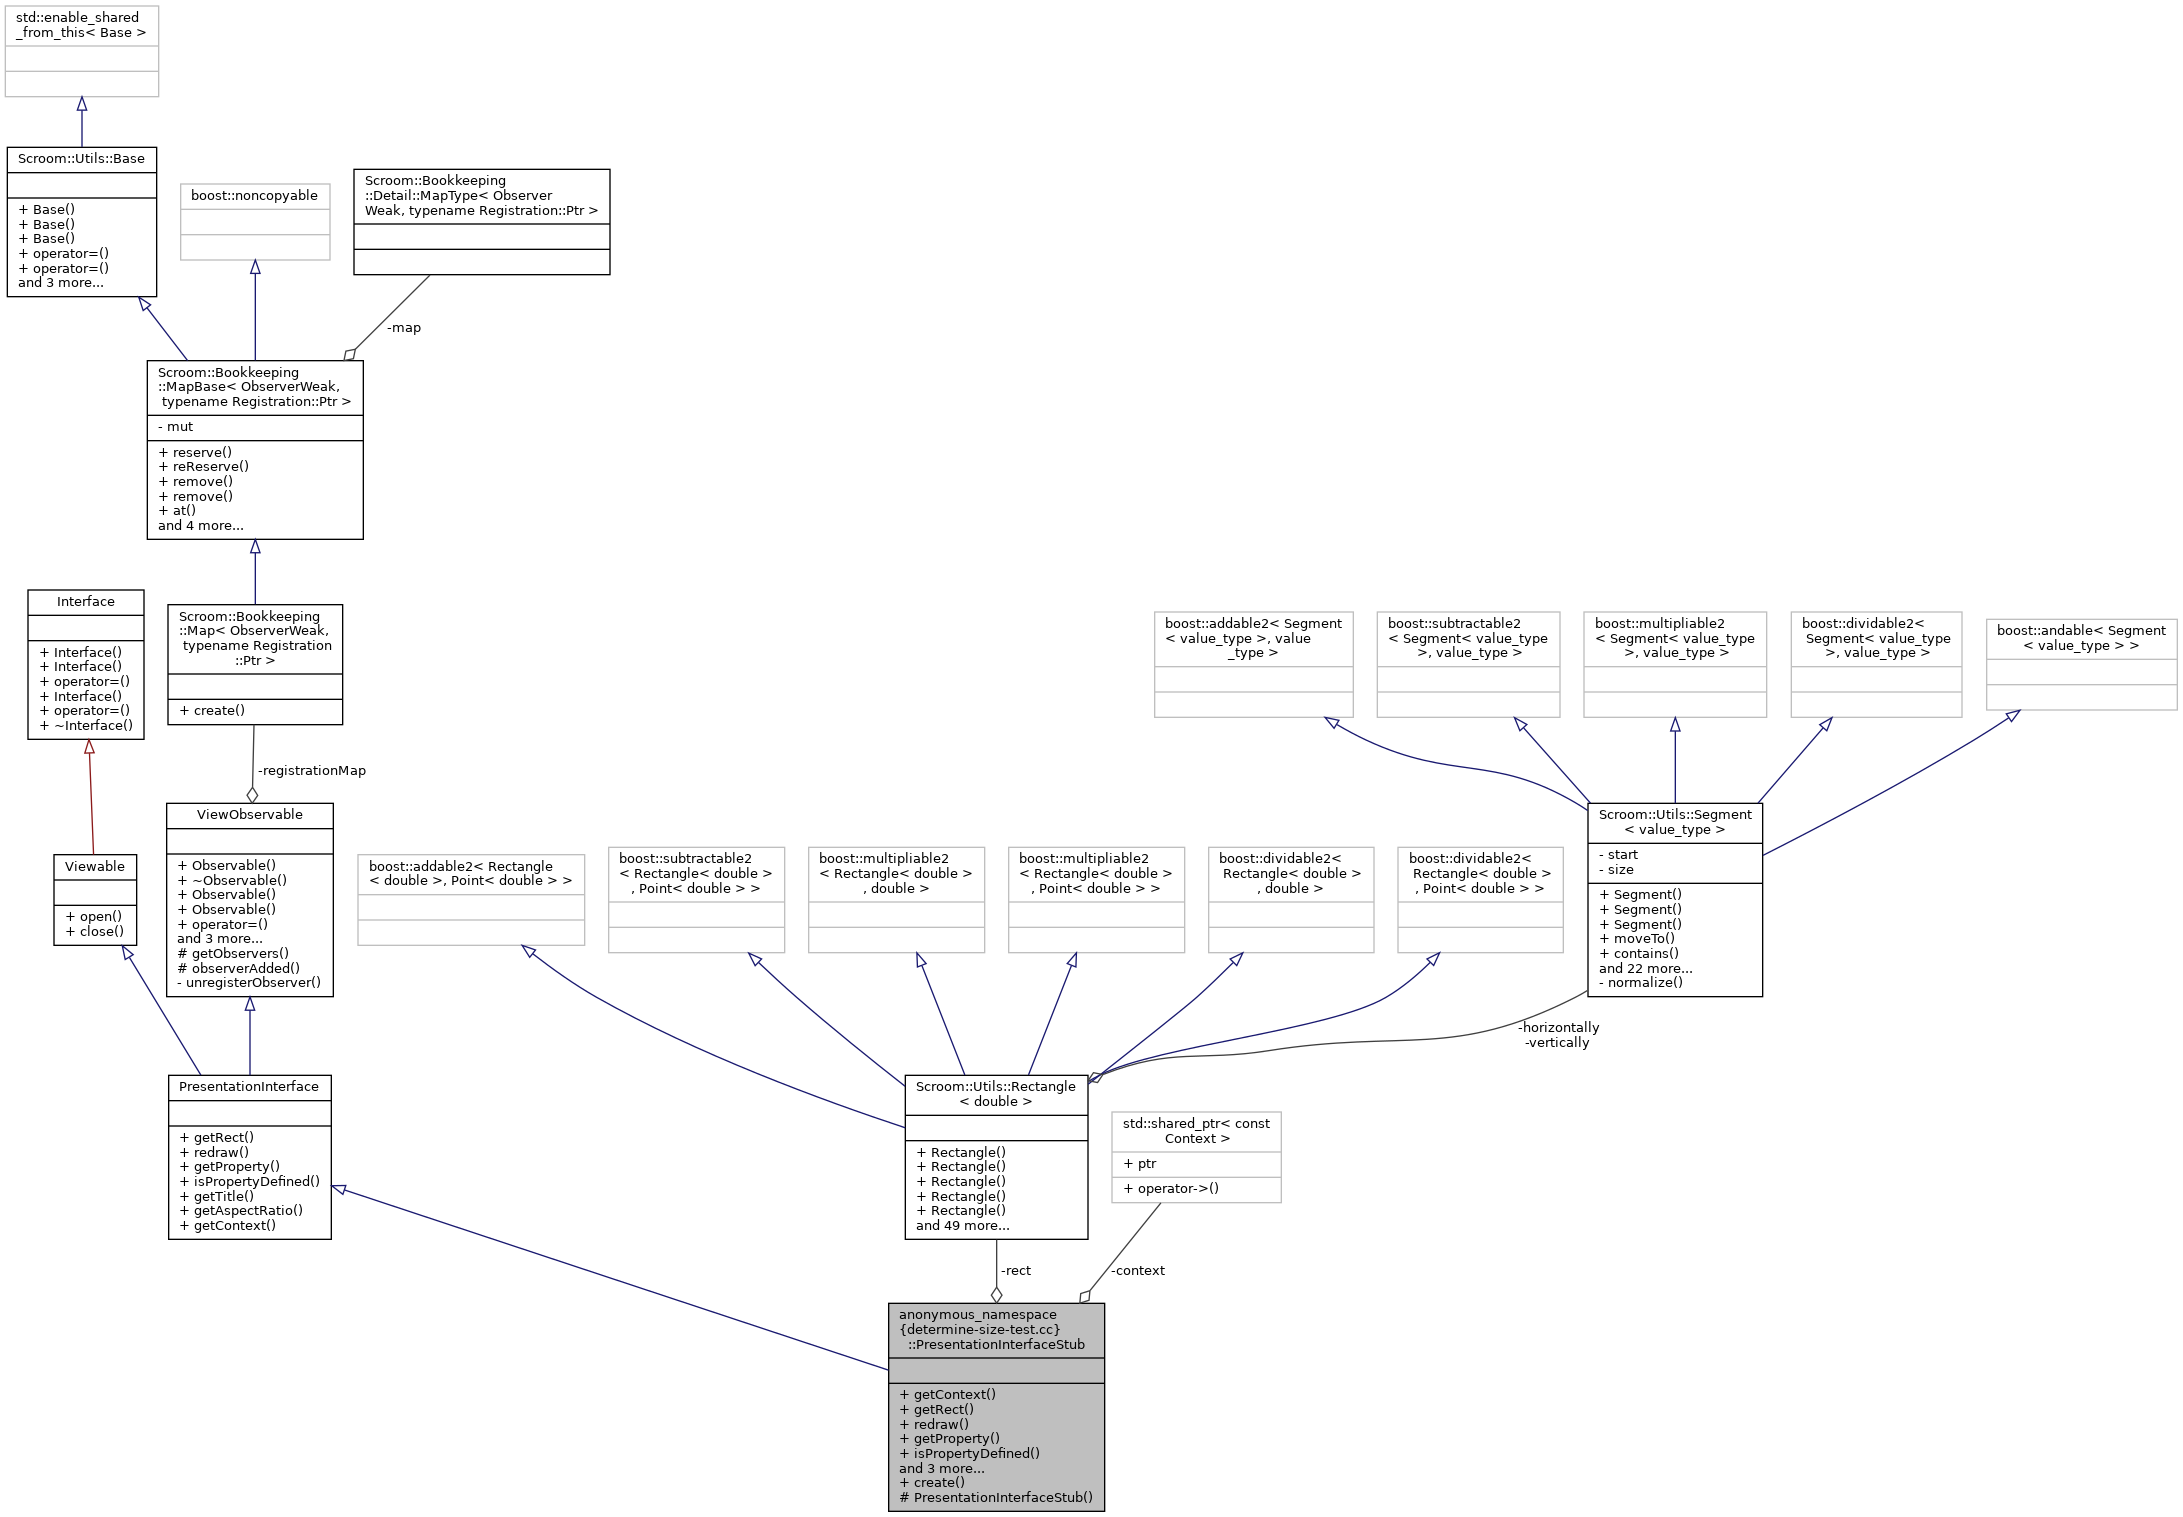 std::enable_shared
_from_this< Base >
Scroom::Utils::Base
+ Base()
+ Base()
+ Base()
+ operator=()
+ operator=()
and 3 more...
boost::noncopyable
Scroom::Bookkeeping
::Detail::MapType< Observer
Weak, typename Registration::Ptr >
-map
Scroom::Bookkeeping
::MapBase< ObserverWeak,
typename Registration::Ptr >
- mut
+ reserve()
+ reReserve()
+ remove()
+ remove()
+ at()
and 4 more...
Interface
+ Interface()
+ Interface()
+ operator=()
+ Interface()
+ operator=()
+ ~Interface()
Scroom::Bookkeeping
::Map< ObserverWeak,
typename Registration
::Ptr >
+ create()
-registrationMap
boost::addable2< Segment
< value_type >, value
_type >
boost::subtractable2
< Segment< value_type
>, value_type >
boost::multipliable2
< Segment< value_type
>, value_type >
boost::dividable2<
Segment< value_type
>, value_type >
boost::andable< Segment
< value_type > >
Viewable
+ open()
+ close()
ViewObservable
+ Observable()
+ ~Observable()
+ Observable()
+ Observable()
+ operator=()
and 3 more...
# getObservers()
# observerAdded()
- unregisterObserver()
boost::addable2< Rectangle
< double >, Point< double > >
boost::subtractable2
< Rectangle< double >
, Point< double > >
boost::multipliable2
< Rectangle< double >
, double >
boost::multipliable2
< Rectangle< double >
, Point< double > >
boost::dividable2<
Rectangle< double >
, double >
boost::dividable2<
Rectangle< double >
, Point< double > >
Scroom::Utils::Segment
< value_type >
- start
- size
+ Segment()
+ Segment()
+ Segment()
+ moveTo()
+ contains()
and 22 more...
- normalize()
-horizontally
-vertically
PresentationInterface
+ getRect()
+ redraw()
+ getProperty()
+ isPropertyDefined()
+ getTitle()
+ getAspectRatio()
+ getContext()
Scroom::Utils::Rectangle
< double >
+ Rectangle()
+ Rectangle()
+ Rectangle()
+ Rectangle()
+ Rectangle()
and 49 more...
std::shared_ptr< const
Context >
+ ptr
+ operator->()
-rect
-context
anonymous_namespace
{determine-size-test.cc}
::PresentationInterfaceStub
+ getContext()
+ getRect()
+ redraw()
+ getProperty()
+ isPropertyDefined()
and 3 more...
+ create()
# PresentationInterfaceStub()